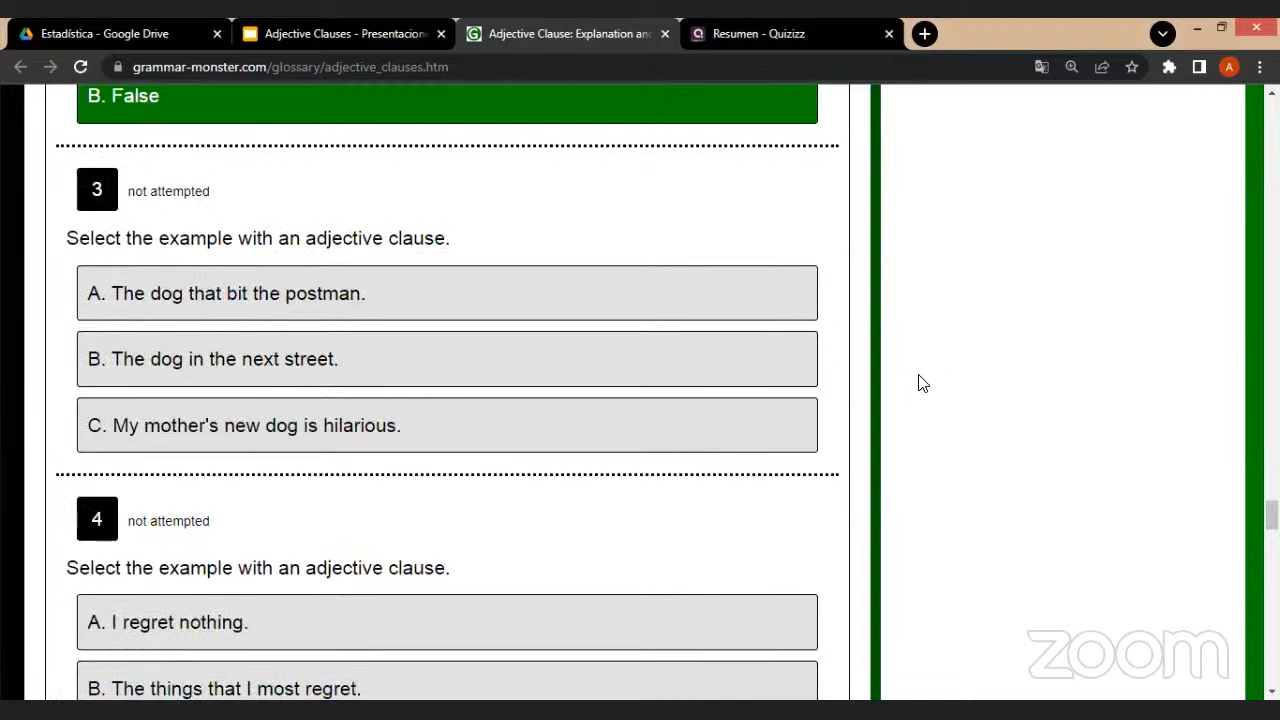 Estadística - Google Drive
Adjective Clauses - Presentacion
Adjective Clause: Explanation and
Resumen - Quizizz
grammar-monster.com/glossary/adjective_clauses.htm
A
B. False
3 not attempted
Select the example with an adjective clause.
A. The dog that bit the postman.
B. The dog in the next street.
C. My mother's new dog is hilarious.
4 not attempted
Select the example with an adjective clause.
A. I regret nothing.
B. The things that I most regret.
zoom